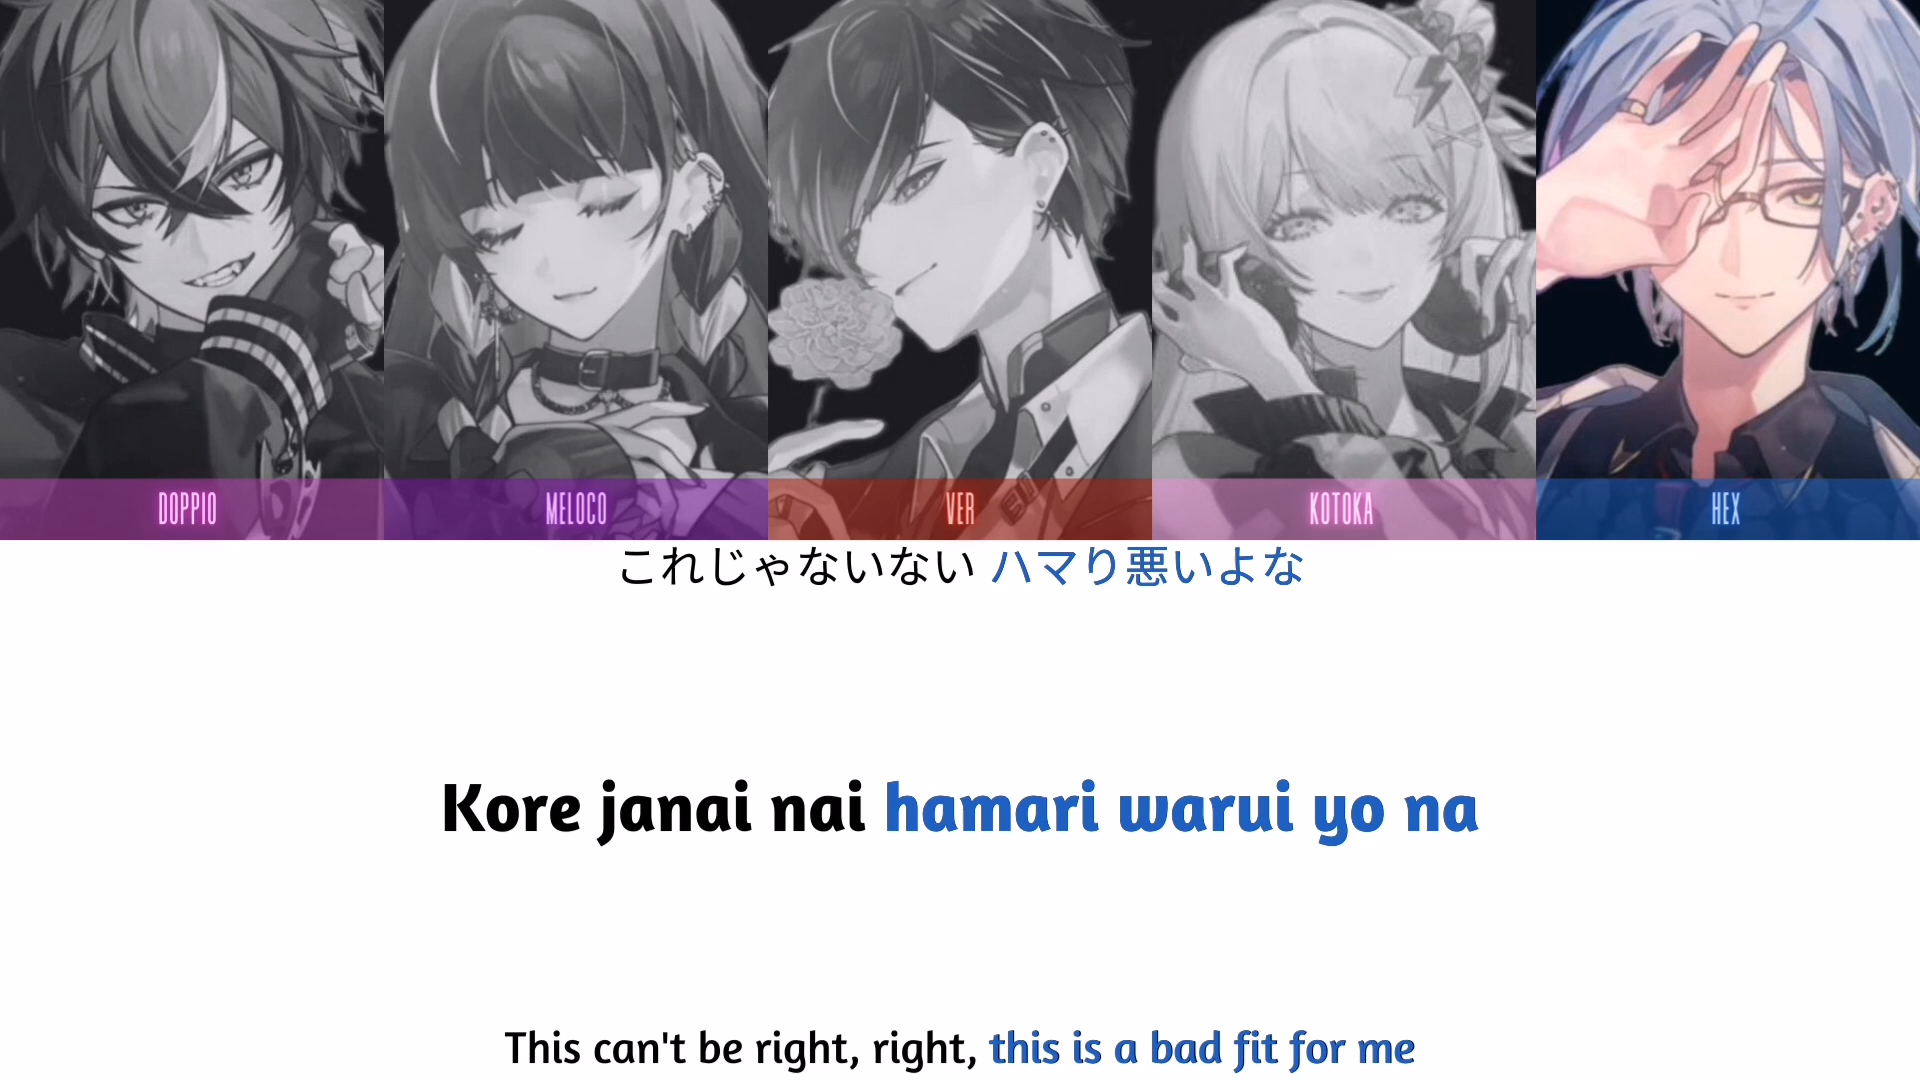 DOPPIO
MELOCO
VER
KOTOKA
HEX
これじゃないない ハマり悪いよな
Kore janai nai hamari warui yo na
This can't be right, right, this is a bad fit for me